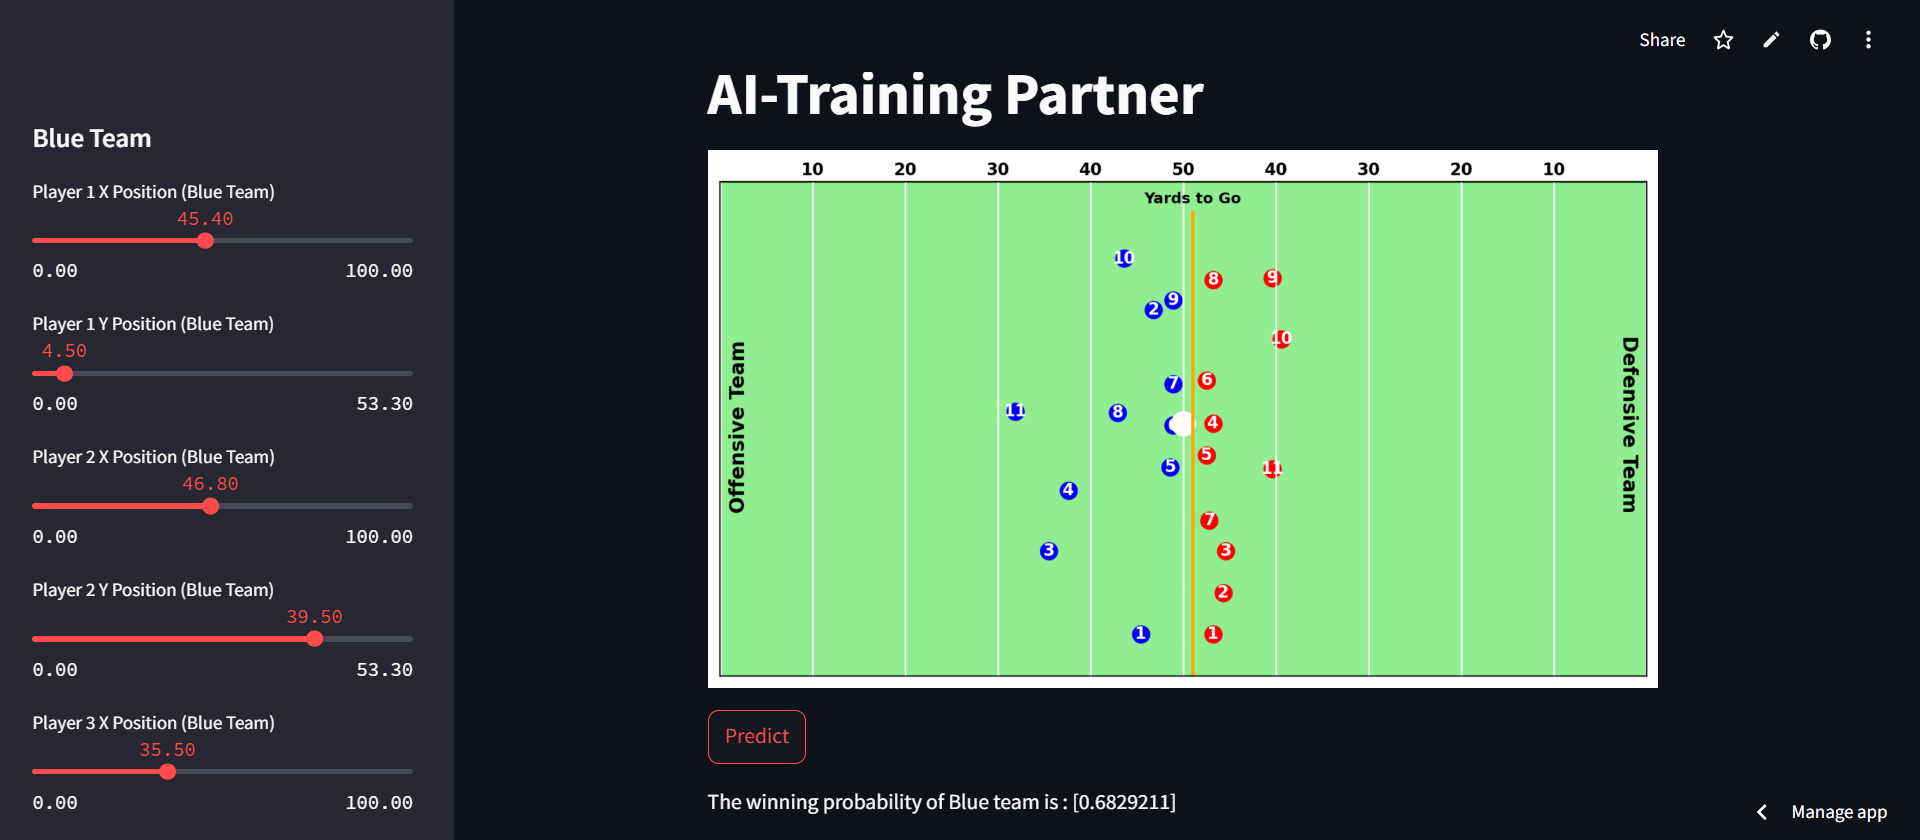 Share
Blue Team
Player 1 X Position (Blue Team)
45.40
0.00 100.00
Player 1 Y Position (Blue Team)
4.50
0.00 53.30
Player 2 X Position (Blue Team)
46.80
0.00 100.00
Player 2 Y Position (Blue Team)
39.50
0.00 53.30
Player 3 X Position (Blue Team)
35.50
0.00 100.00
AI-Training Partner
10 20 30 40 50 40 30 20 10
Yards to Go
10
8 9
9
2
10
Offensive Team
Defensive Team
7 6
11 8
4
5
5 11
4
7
3 3
2
1 1
Predict
The winning probability of Blue team is : [0.6829211]
Manage app